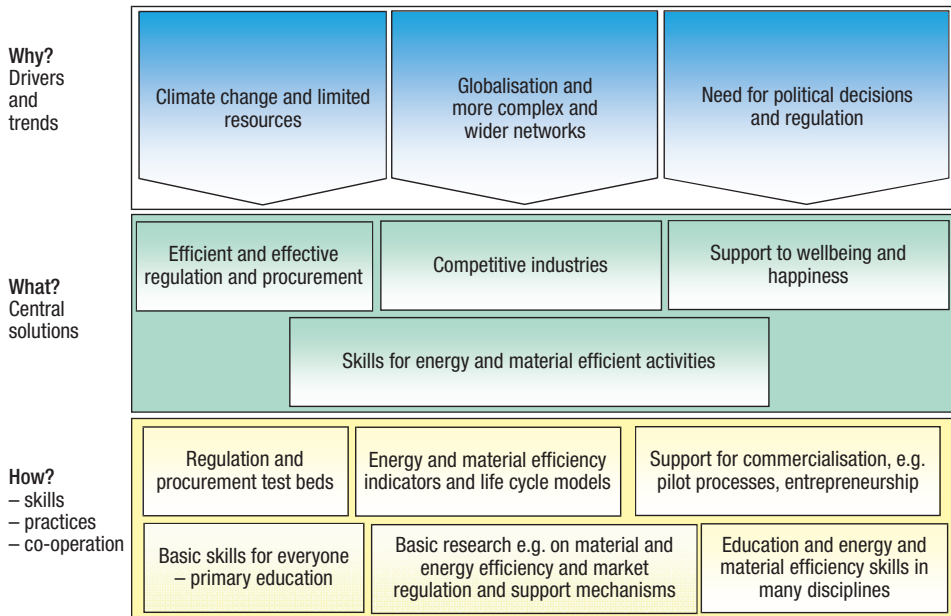 Why?
Drivers
and
trends
Climate change and limited
resources
Globalisation and
more complex and
wider networks
Need for political decisions
and regulation
What?
Central
solutions
Efficient and effective
regulation and procurement
Competitive industries
Support to wellbeing and
happiness
Skills for energy and material efficient activities
How?
– skills
– practices
– co-operation
Regulation and
procurement test beds
Energy and material efficiency
indicators and life cycle models
Support for commercialisation, e.g.
pilot processes, entrepreneurship
Basic skills for everyone
– primary education
Basic research e.g. on material and
energy efficiency and market
regulation and support mechanisms
Education and energy and
material efficiency skills in
many disciplines